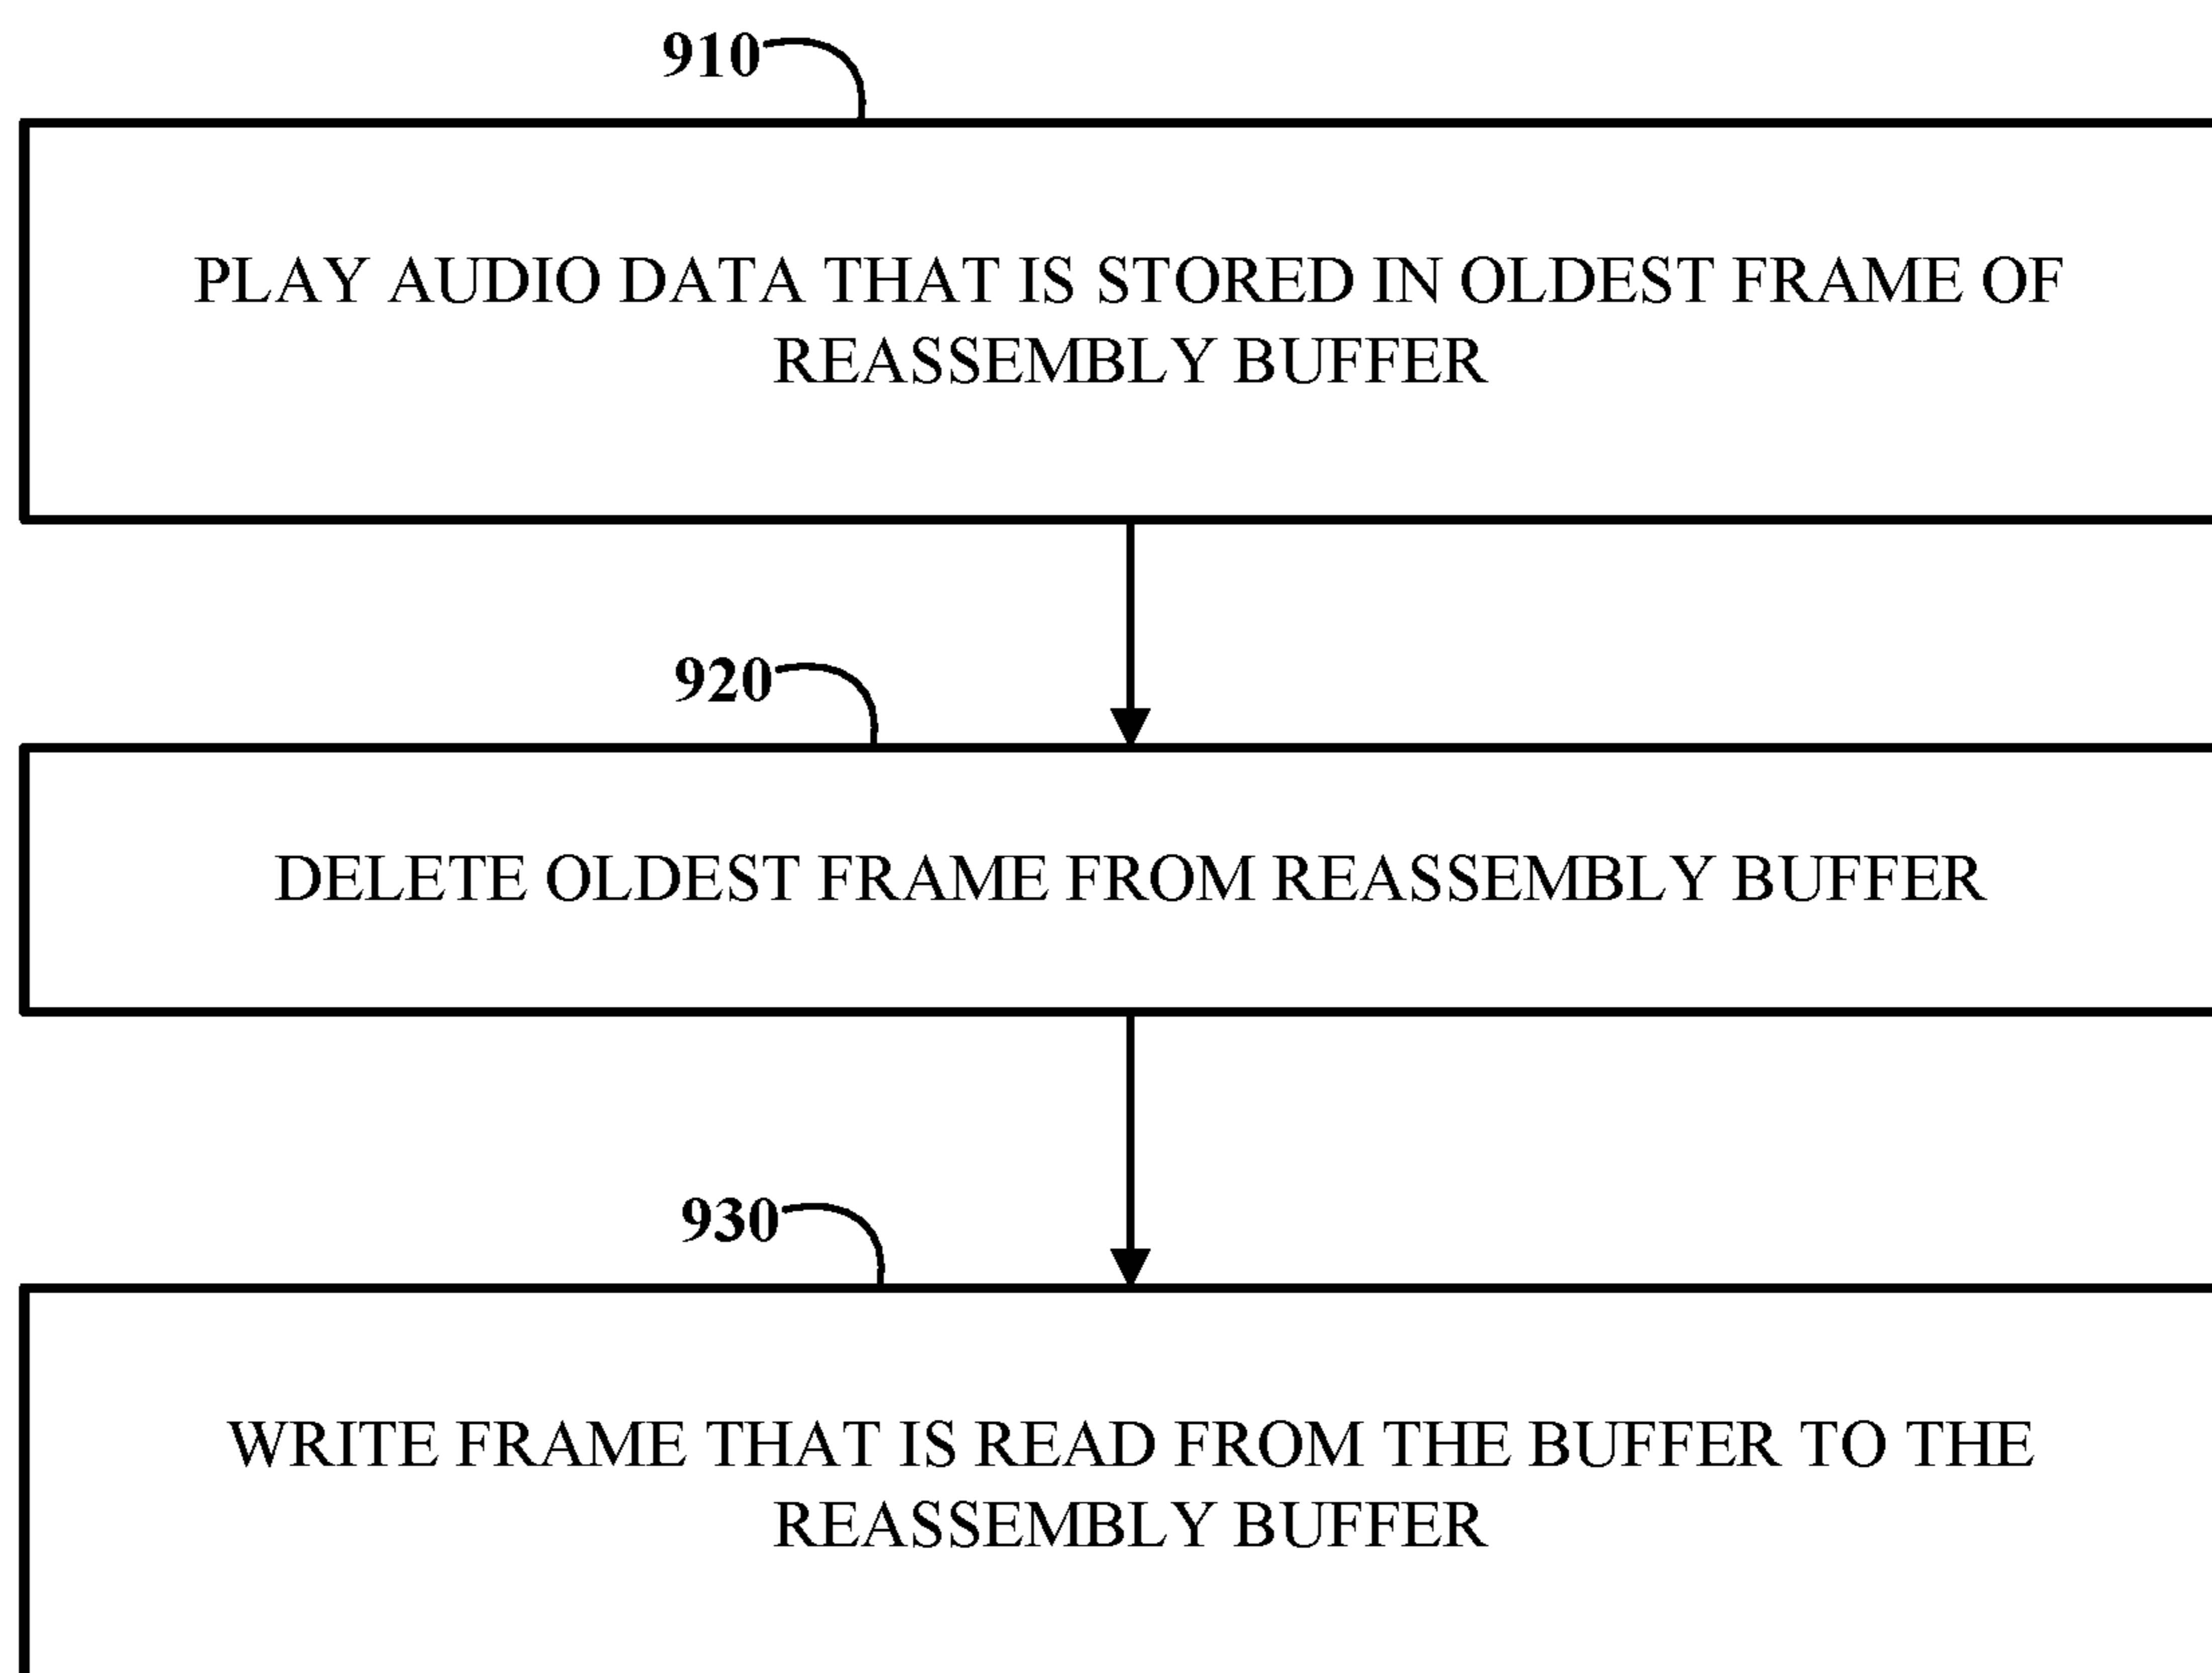 910
PLAY AUDIO DATA THAT IS STORED IN OLDEST FRAME OF
REASSEMBLY BUFFER
920
DELETE OLDEST FRAME FROM REASSEMBLY BUFFER
930
WRITE FRAME THAT IS READ FROM THE BUFFER TO THE
REASSEMBLY BUFFER